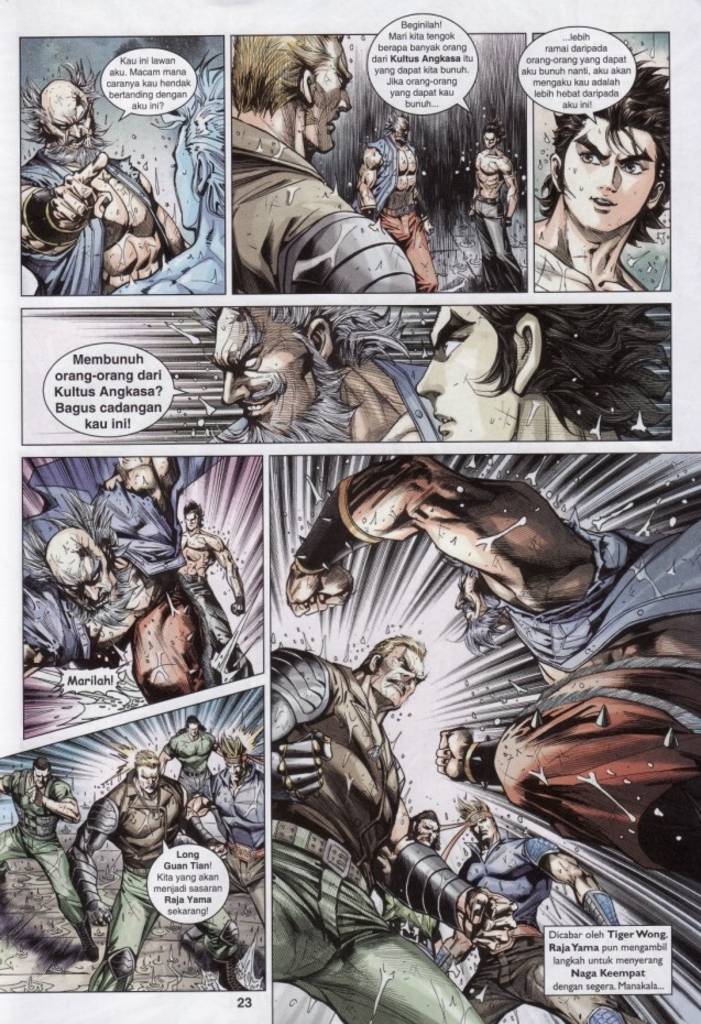 Kau ini lawan
aku. Macam mana
caranya kau hendak
bertanding dengan
aku ini?
Beginilah!
Mari kita tengok
berapa banyak orang
dari Kultus Angkasa itu
yang dapat kita bunuh.
Jika orang-orang
yang dapat kau
bunuh...
...lebih
ramai daripada
orang-orang yang dapat
aku bunuh nanti, aku akan
mengaku kau adalah
lebih hebat daripada
aku ini!
Membunuh
orang-orang dari
Kultus Angkasa?
Bagus cadangan
kau ini!
Marilah!
Long
Guan Tian!
Kita yang akan
menjadi sasaran
Raja Yama
sekarang!
Dicabar oleh Tiger Wong,
Raja Yama pun mengambil
langkah untuk menyerang
Naga Keempat
dengan segera. Manakala...
23